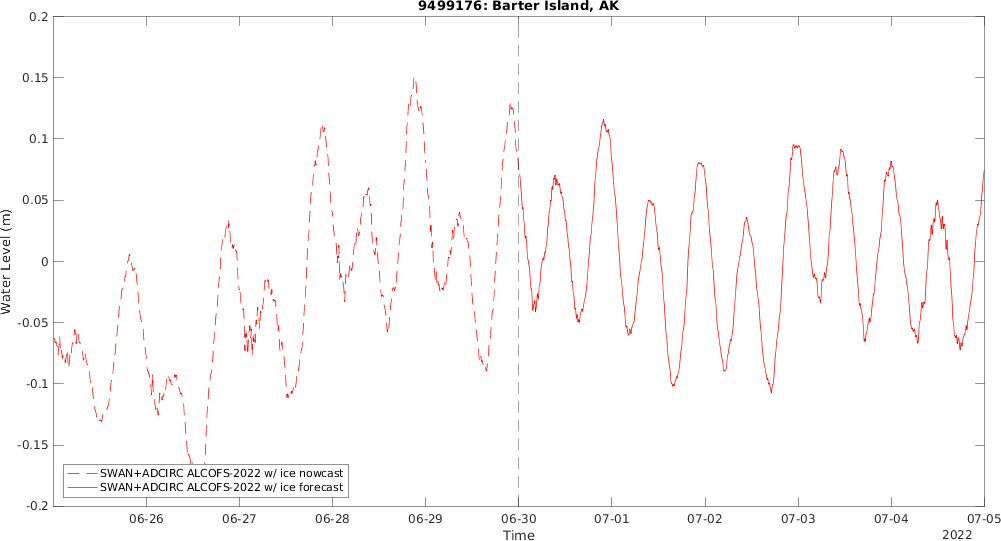 9499176: Barter Island, AK
0.2
0.15
0.1
0.05
0
-0.05
-0.1
-0.15
-0.2
Water Level (m)
SWAN+ADCIRC ALCOFS-2022 w/ ice nowcast
SWAN+ADCIRC ALCOFS-2022 w/ ice forecast
06-26 06-27 06-28 06-29 06-30 07-01 07-02 07-03 07-04 07-05
Time
2022